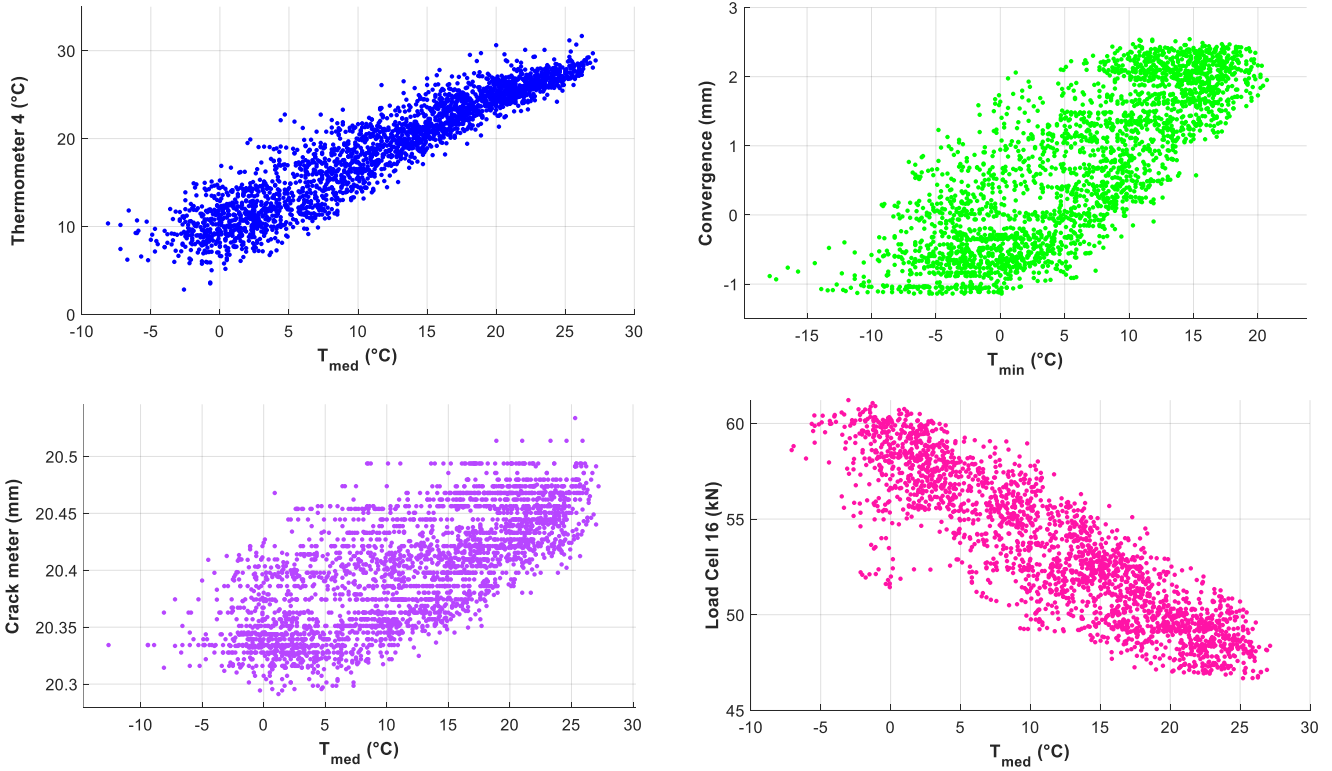 Thermometer 4 (°C)
30
20
10
0
-10 -5 0 5 10 15 20 25 30
T_med (°C)
Convergence (mm)
3
2
1
0
-1
-15 -10 -5 0 5 10 15 20
T_min (°C)
Crack meter (mm)
20.5
20.45
20.4
20.35
20.3
-10 -5 0 5 10 15 20 25 30
T_med (°C)
Load Cell 16 (kN)
60
55
50
45
-10 -5 0 5 10 15 20 25 30
T_med (°C)